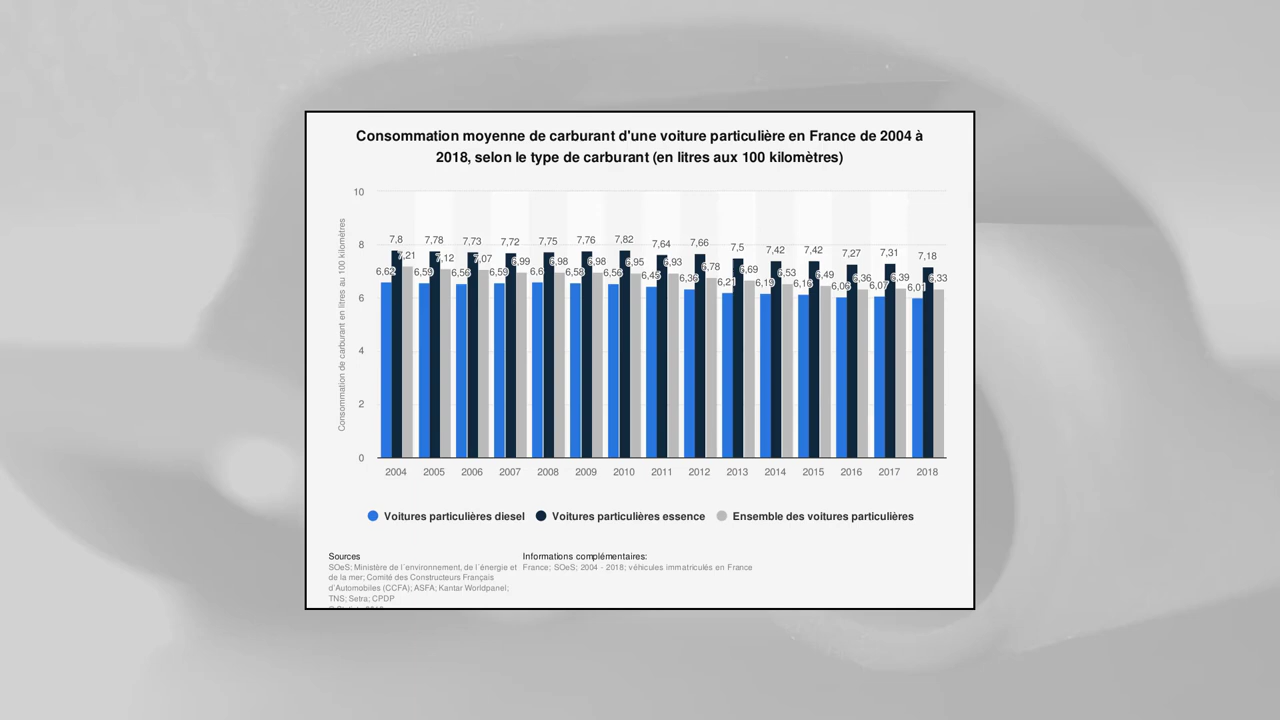 Consommation moyenne de carburant d'une voiture particulière en France de 2004 à
2018, selon le type de carburant (en litres aux 100 kilomètres)
Consommation de carburant en litres au 100 kilomètres
10
8
6
4
2
0
7,8 7,78 7,73 7,72 7,75 7,76 7,82 7,64 7,66 7,5 7,42 7,42 7,27 7,31 7,18
7,21 7,12 7,07 6,99 6,98 6,98 6,95 6,93 6,78 6,69 6,53 6,49 6,36 6,39 6,33
6,62 6,59 6,56 6,59 6,58 6,56 6,45 6,36 6,21 6,19 6,16 6,06 6,07 6,01
2004 2005 2006 2007 2008 2009 2010 2011 2012 2013 2014 2015 2016 2017 2018
Voitures particulières diesel Voitures particulières essence Ensemble des voitures particulières
Sources
SOeS; Ministère de l'environnement, de l'énergie et
de la mer; Comité des Constructeurs Français
d'Automobiles (CCFA); ASFA; Kantar Worldpanel;
TNS; Setra; CPDP
Informations complémentaires:
France; SOeS; 2004 - 2018; véhicules immatriculés en France